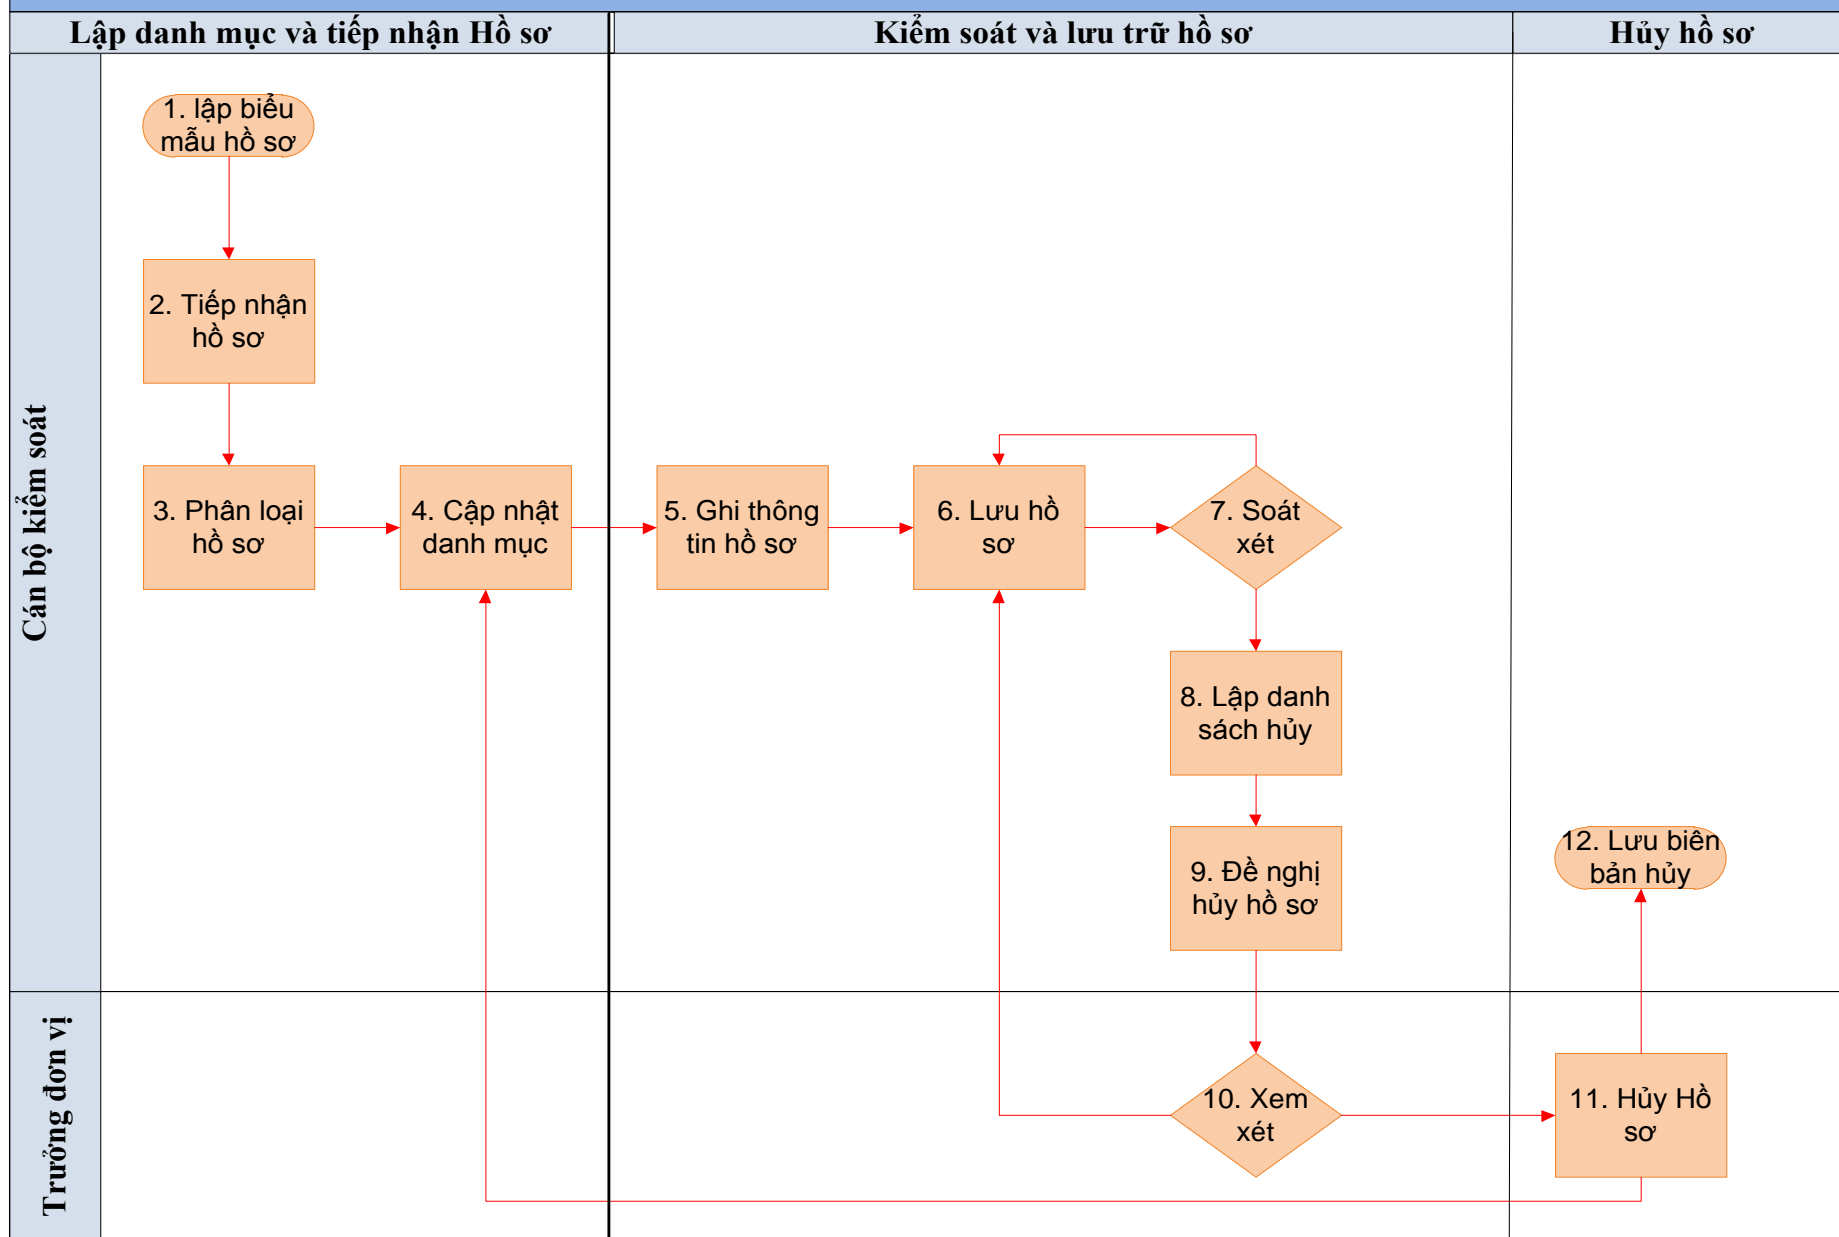 Lập danh mục và tiếp nhận Hồ sơ
Kiểm soát và lưu trữ hồ sơ
Hủy hồ sơ
Cán bộ kiểm soát
1. lập biểu
mẫu hồ sơ
2. Tiếp nhận
hồ sơ
3. Phân loại
hồ sơ
4. Cập nhật
danh mục
5. Ghi thông
tin hồ sơ
6. Lưu hồ
sơ
7. Soát
xét
8. Lập danh
sách hủy
9. Đề nghị
hủy hồ sơ
12. Lưu biên
bản hủy
Trưởng đơn vị
10. Xem
xét
11. Hủy Hồ
sơ